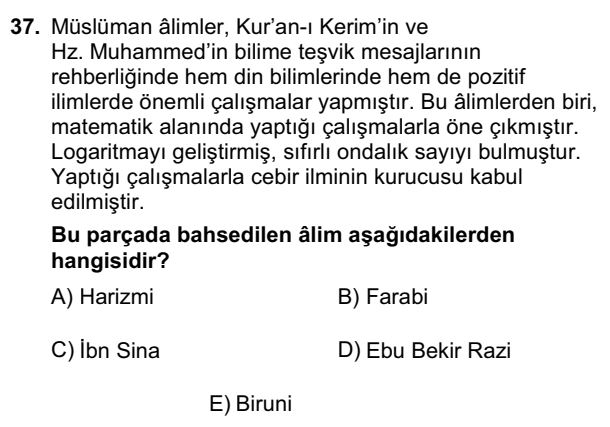 37. Müslüman âlimler, Kur’an-ı Kerim’in ve
Hz. Muhammed’in bilime teşvik mesajlarının
rehberliğinde hem din bilimlerinde hem de pozitif
ilimlerde önemli çalışmalar yapmıştır. Bu âlimlerden biri,
matematik alanında yaptığı çalışmalarla öne çıkmıştır.
Logaritmayı geliştirmiş, sıfırlı ondalık sayıyı bulmuştur.
Yaptığı çalışmalarla cebir ilminin kurucusu kabul
edilmiştir.
Bu parçada bahsedilen âlim aşağıdakilerden
hangisidir?
A) Harizmi B) Farabi
C) İbn Sina D) Ebu Bekir Razi
E) Biruni